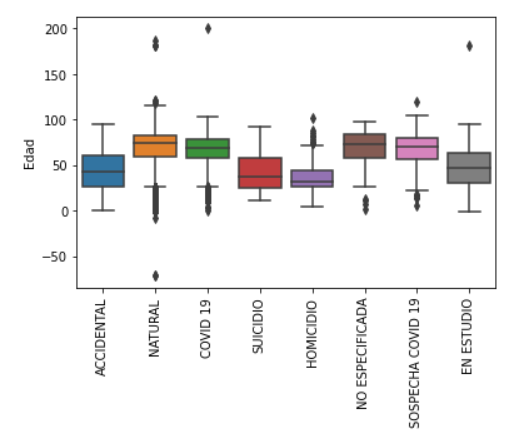 200
150
100
50
0
−50
Edad
ACCIDENTAL
NATURAL
COVID 19
SUICIDIO
HOMICIDIO
NO ESPECIFICADA
SOSPECHA COVID 19
EN ESTUDIO